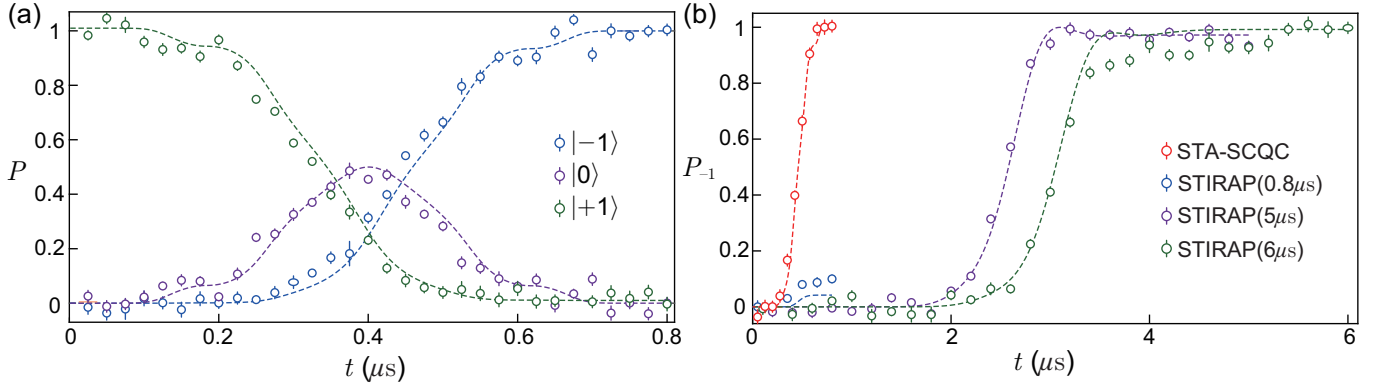 (a)
1
0.8
0.6
0.4
0.2
0
P
0
0.2
0.4
0.6
0.8
t (μs)
|−1⟩
|0⟩
|+1⟩
(b)
1
0.8
0.6
0.4
0.2
0
P₋₁
0
2
4
6
t (μs)
STA-SCQC
STIRAP(0.8μs)
STIRAP(5μs)
STIRAP(6μs)